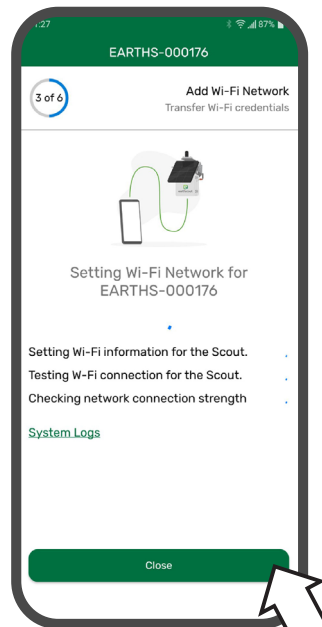 :27
87%
EARTHS-000176
3 of 6
Add Wi-Fi Network
Transfer Wi-Fi credentials
Setting Wi-Fi Network for
EARTHS-000176
Setting Wi-Fi information for the Scout.
Testing W-Fi connection for the Scout.
Checking network connection strength
System Logs
Close